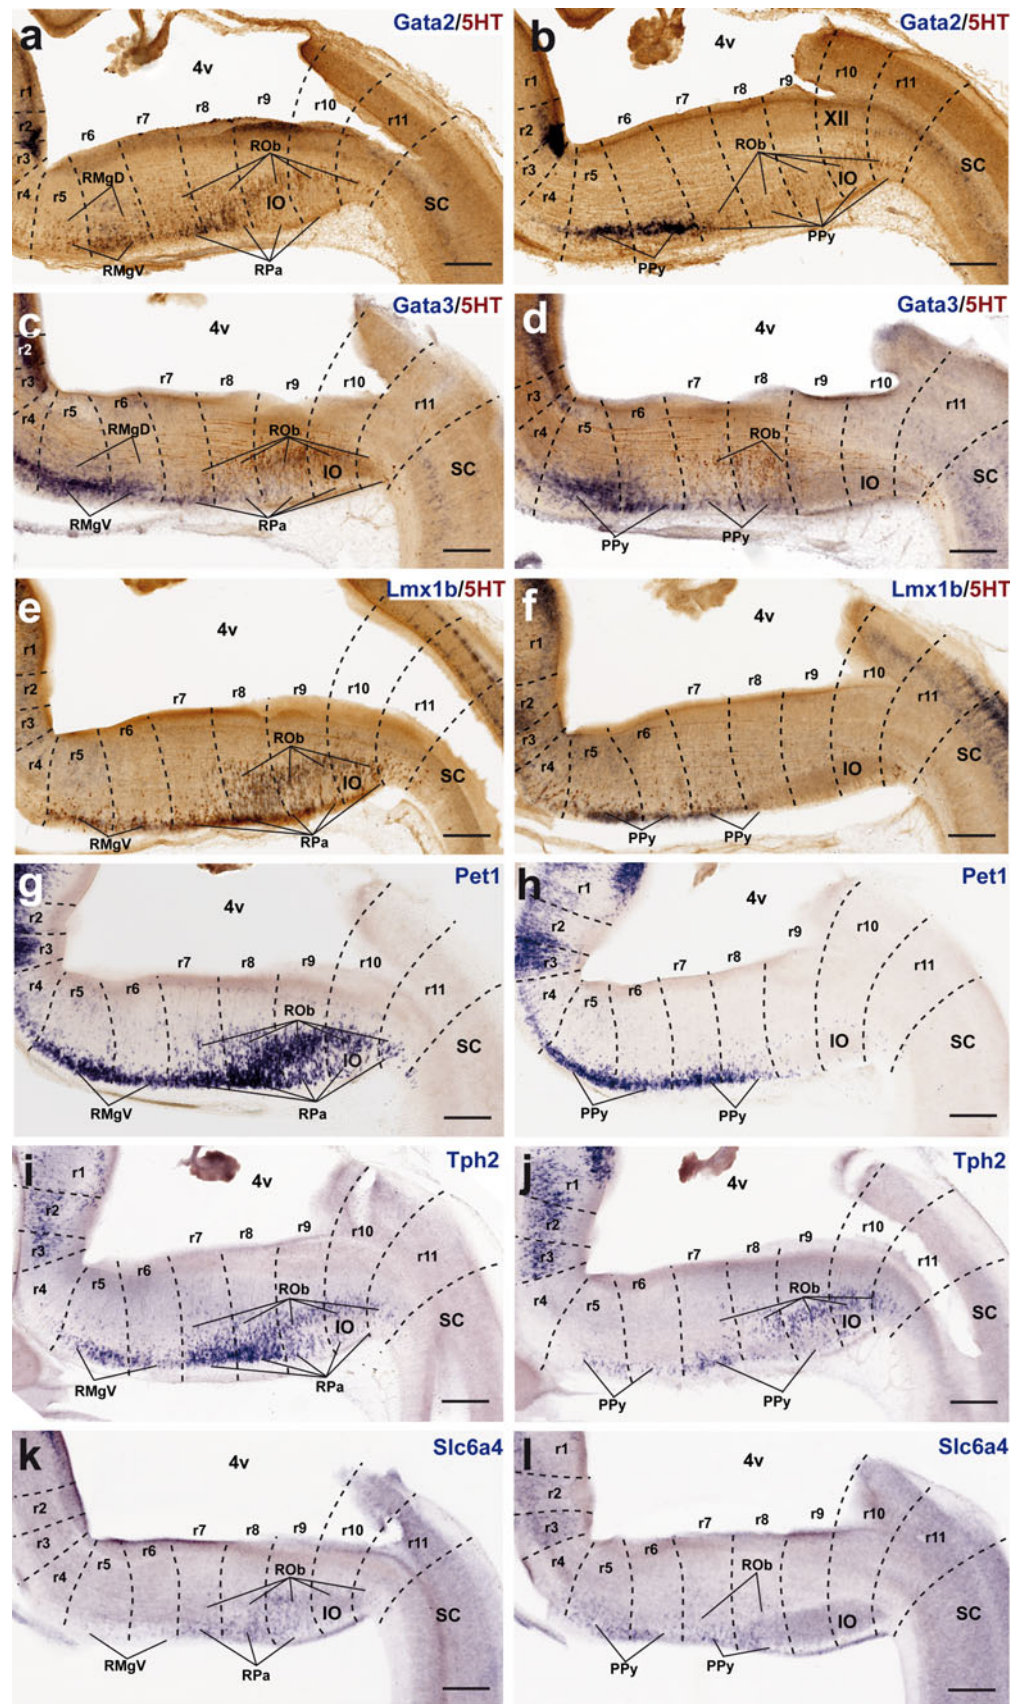 a
Gata2/5HT
4v
r1
r2
r3
r4
r5
r6
r7
r8
r9
r10
r11
RMgD
ROb
IO
SC
RMgV
RPa
b
Gata2/5HT
4v
r1
r2
r3
r4
r5
r6
r7
r8
r9
r10
r11
XII
ROb
IO
SC
PPy
PPy
c
Gata3/5HT
4v
r2
r3
r4
r5
r6
r7
r8
r9
r10
r11
RMgD
ROb
IO
SC
RMgV
RPa
d
Gata3/5HT
4v
r3
r4
r5
r6
r7
r8
r9
r10
r11
ROb
IO
SC
PPy
PPy
e
Lmx1b/5HT
4v
r1
r2
r3
r4
r5
r6
r7
r8
r9
r10
r11
ROb
IO
SC
RMgV
RPa
f
Lmx1b/5HT
4v
r1
r2
r3
r4
r5
r6
r7
r8
r9
r10
r11
IO
SC
PPy
PPy
g
Pet1
4v
r1
r2
r3
r4
r5
r6
r7
r8
r9
r10
r11
ROb
IO
SC
RMgV
RPa
h
Pet1
4v
r1
r2
r3
r4
r5
r6
r7
r8
r9
r10
r11
IO
SC
PPy
PPy
i
Tph2
4v
r1
r2
r3
r4
r5
r6
r7
r8
r9
r10
r11
ROb
IO
SC
RMgV
RPa
j
Tph2
4v
r1
r2
r3
r4
r5
r6
r7
r8
r9
r10
r11
ROb
IO
SC
PPy
PPy
k
Slc6a4
4v
r1
r2
r3
r4
r5
r6
r7
r8
r9
r10
r11
ROb
IO
SC
RMgV
RPa
l
Slc6a4
4v
r1
r2
r3
r4
r5
r6
r7
r8
r9
r10
r11
ROb
IO
SC
PPy
PPy